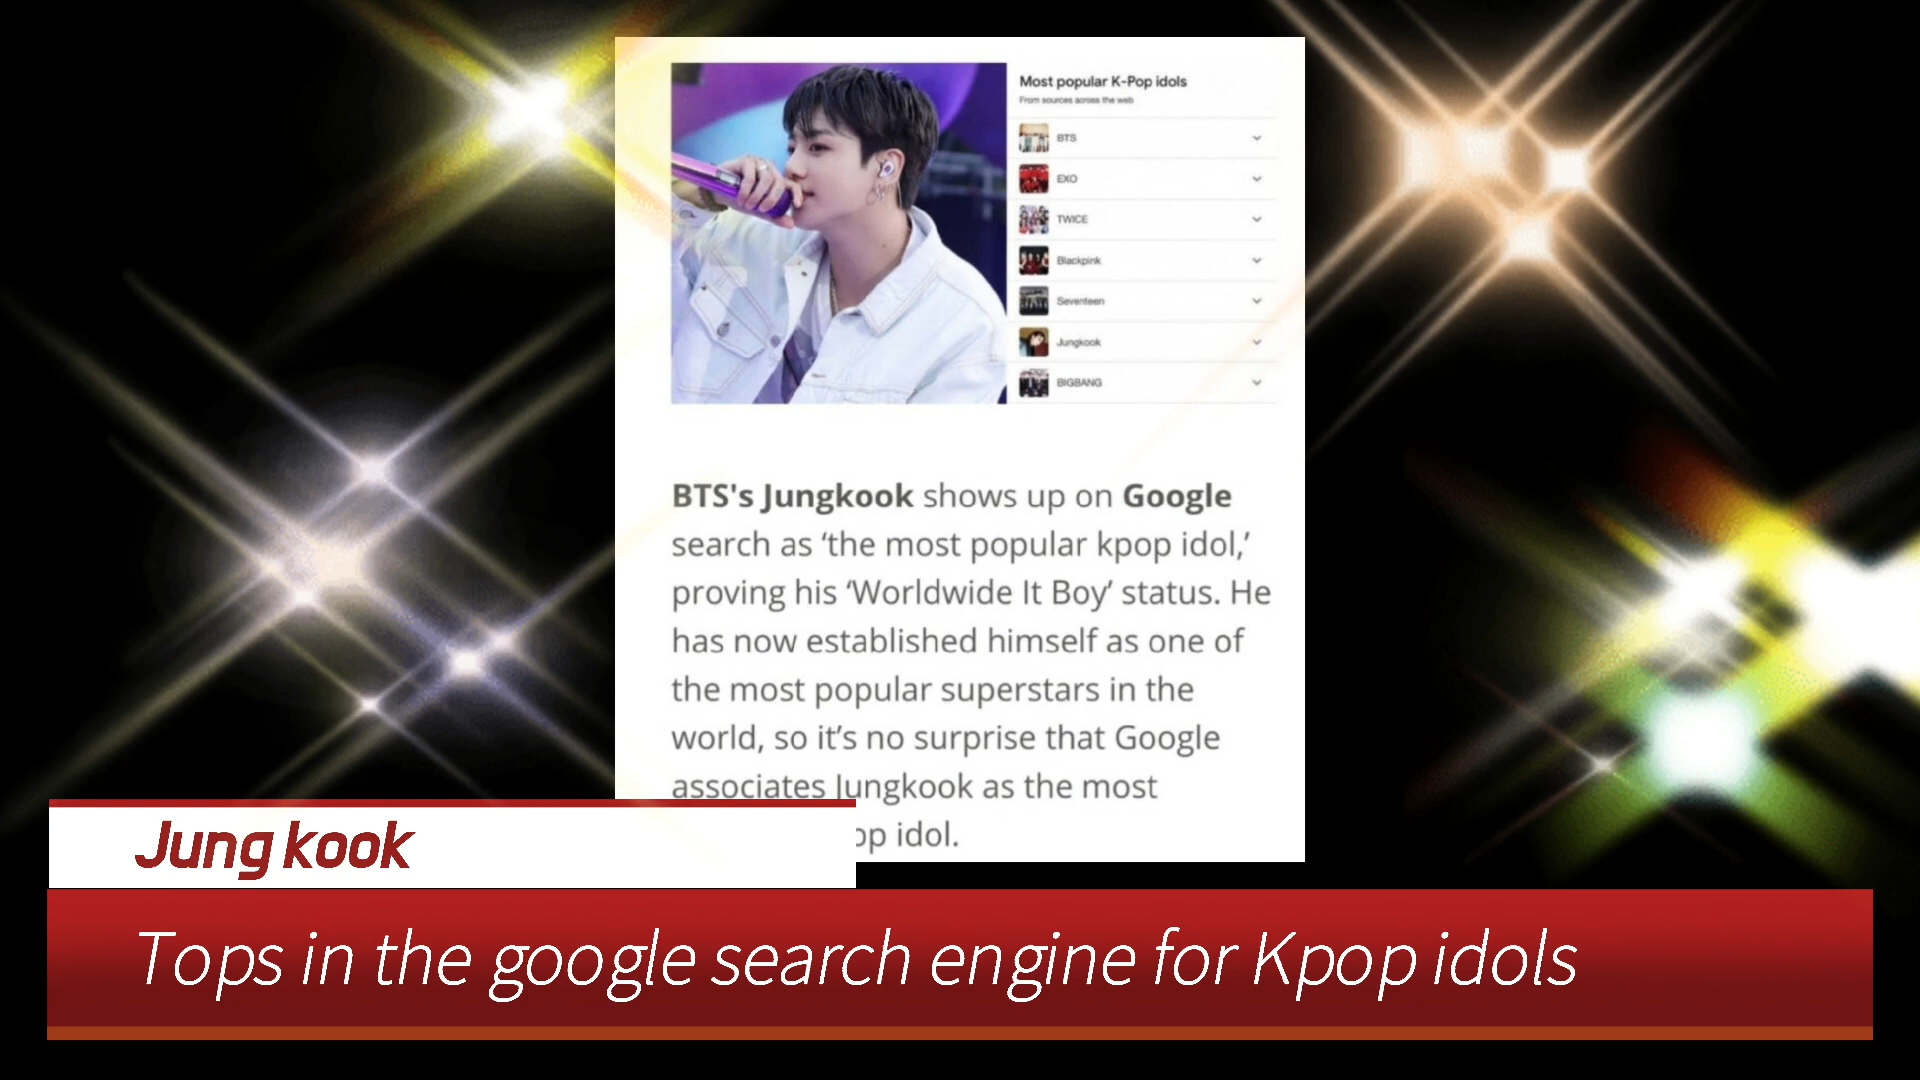 Most popular K-Pop idols
From sources across the web
BTS
EXO
TWICE
Blackpink
Seventeen
Jungkook
BIGBANG
BTS's Jungkook shows up on Google
search as ‘the most popular kpop idol,’
proving his ‘Worldwide It Boy’ status. He
has now established himself as one of
the most popular superstars in the
world, so it’s no surprise that Google
associates Jungkook as the most
op idol.
Jung kook
Tops in the google search engine for Kpop idols